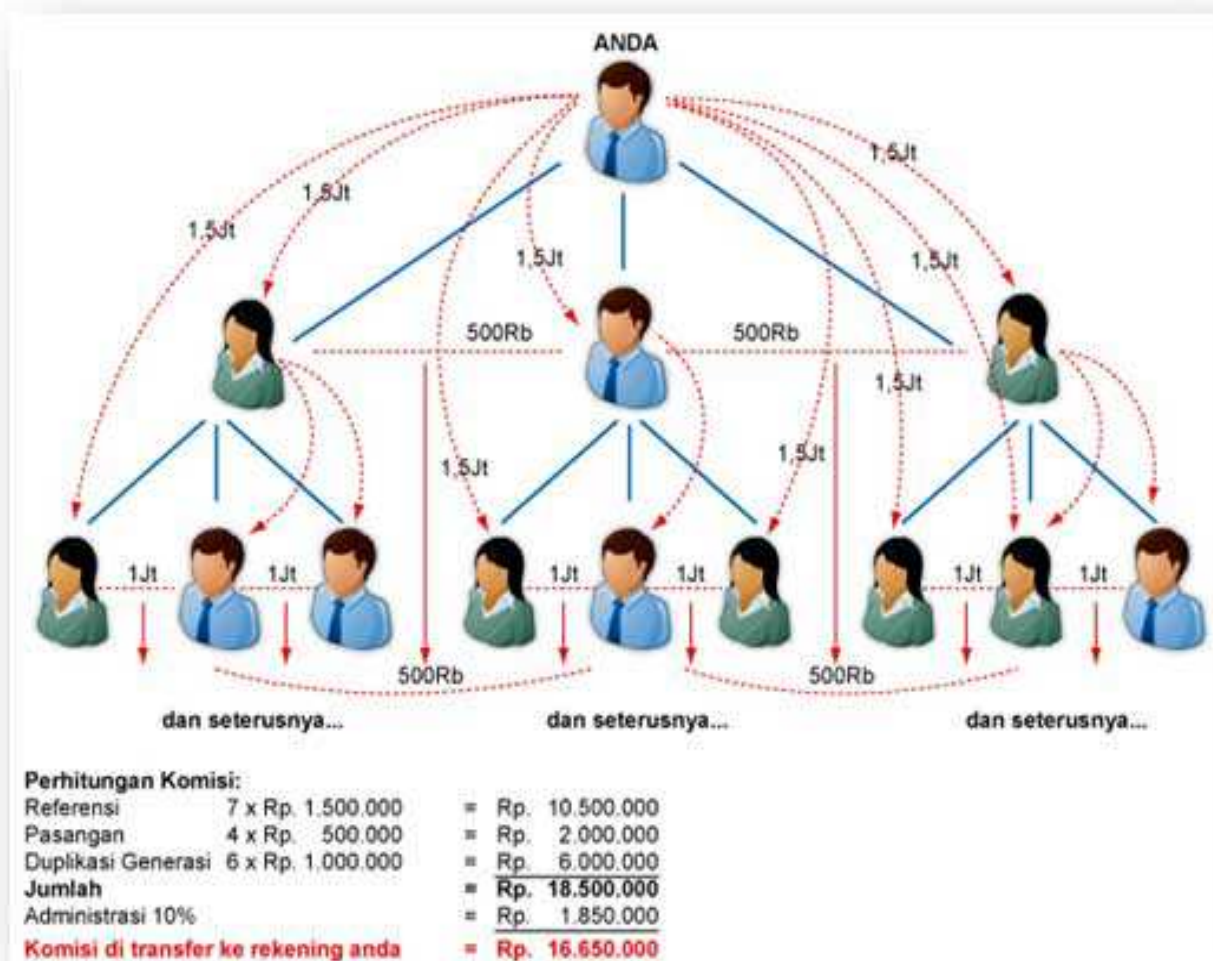 ANDA
1,5Jt
1,5Jt
1,5Jt
1,5Jt
1,5Jt
500Rb
500Rb
1,5Jt
1,5Jt
1,5Jt
1Jt
1Jt
1Jt
1Jt
1Jt
1Jt
500Rb
500Rb
dan seterusnya...
dan seterusnya...
dan seterusnya...
Perhitungan Komisi:
Referensi 7 x Rp. 1.500.000 = Rp. 10.500.000
Pasangan 4 x Rp. 500.000 = Rp. 2.000.000
Duplikasi Generasi 6 x Rp. 1.000.000 = Rp. 6.000.000
Jumlah = Rp. 18.500.000
Administrasi 10% = Rp. 1.850.000
Komisi di transfer ke rekening anda = Rp. 16.650.000